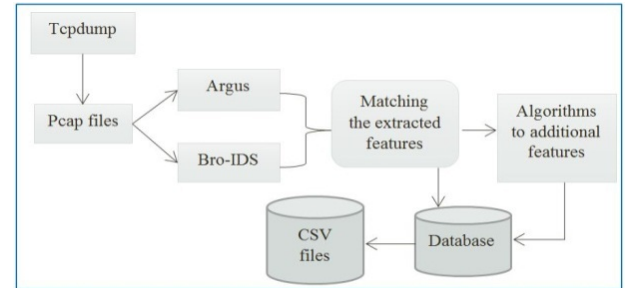 Tcpdump
Pcap files
Argus
Bro-IDS
Matching
the extracted
features
Algorithms
to additional
features
Database
CSV
files